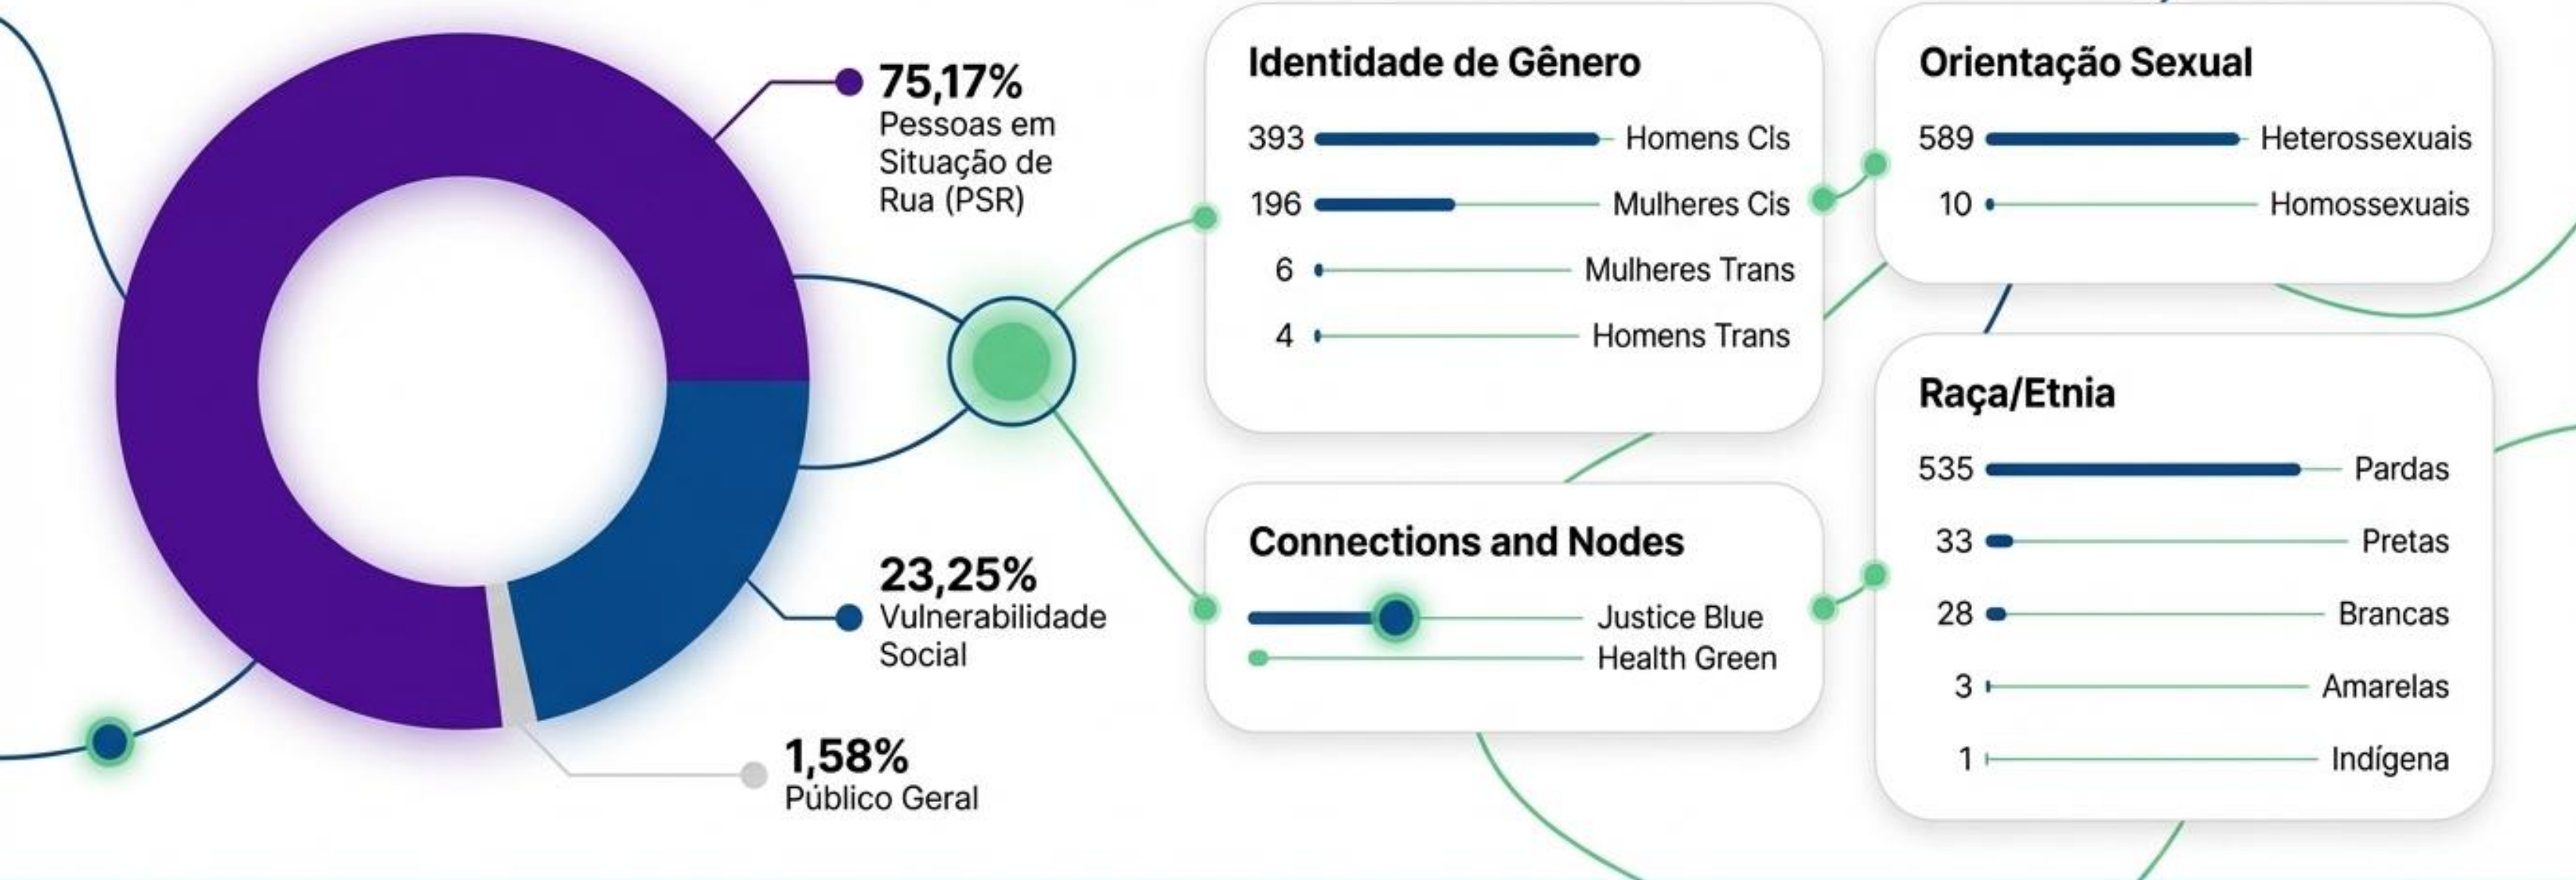 75,17%
Pessoas em
Situação de
Rua (PSR)
23,25%
Vulnerabilidade
Social
1,58%
Público Geral
Identidade de Gênero
393 Homens Cls
196 Mulheres Cis
6 Mulheres Trans
4 Homens Trans
Connections and Nodes
Justice Blue
Health Green
Orientação Sexual
589 Heterossexuais
10 Homossexuais
Raça/Etnia
535 Pardas
33 Pretas
28 Brancas
3 Amarelas
1 Indígena